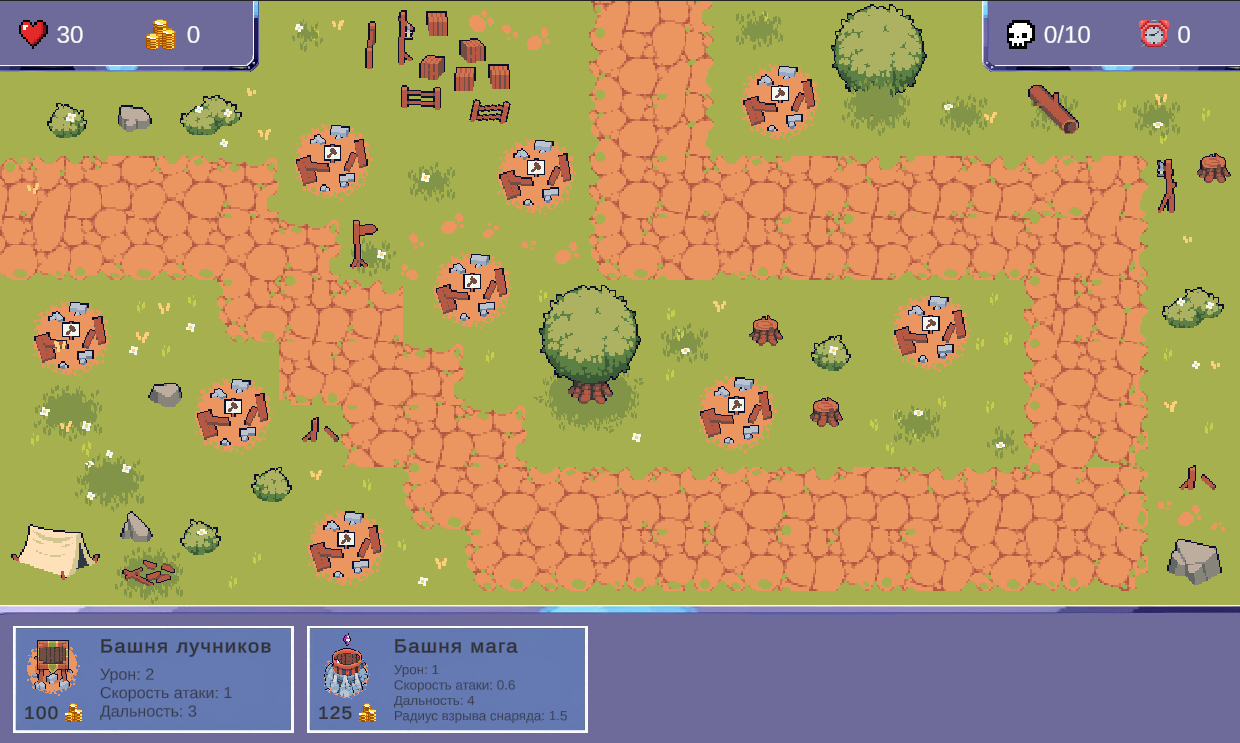 30
0
0/10
0
Башня лучников
Урон: 2
Скорость атаки: 1
Дальность: 3
100
Башня мага
Урон: 1
Скорость атаки: 0.6
Дальность: 4
Радиус взрыва снаряда: 1.5
125